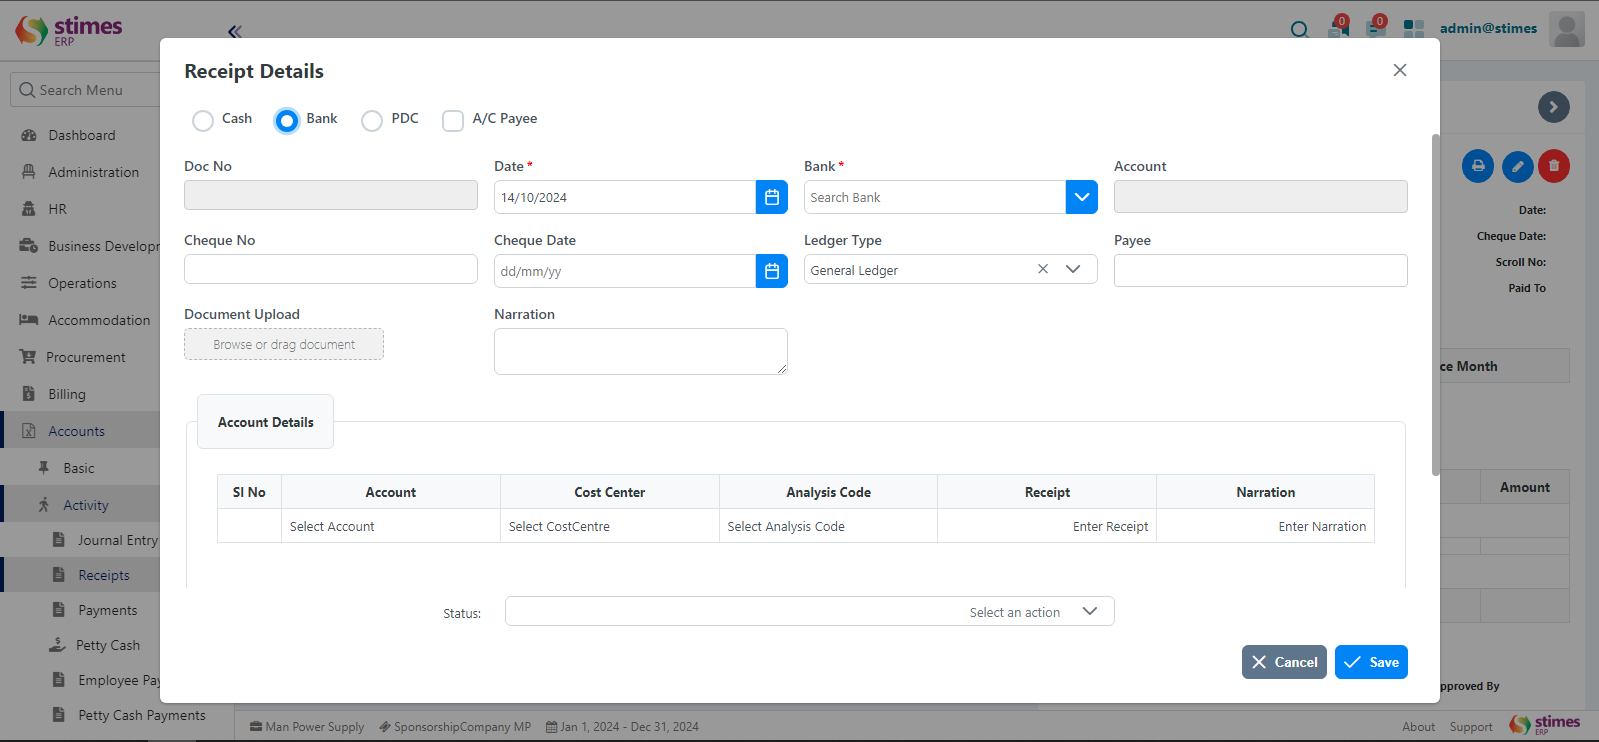 stimes
ERP
0
0
admin@stimes
Search Menu
Dashboard
Administration
HR
Business Developr
Operations
Accommodation
Procurement
Billing
Accounts
Basic
Activity
Journal Entry
Receipts
Payments
Petty Cash
Employee Pay
Petty Cash Payments
Receipt Details
Cash
Bank
PDC
A/C Payee
Doc No
Date *
Bank *
Account
14/10/2024
Search Bank
Cheque No
Cheque Date
Ledger Type
Payee
dd/mm/yy
General Ledger
Document Upload
Narration
Browse or drag document
Account Details
Sl No Account Cost Center Analysis Code Receipt Narration
Select Account Select CostCentre Select Analysis Code Enter Receipt Enter Narration
Status:
Select an action
Cancel
Save
Date:
Cheque Date:
Scroll No:
Paid To
ce Month
Amount
pproved By
Man Power Supply SponsorshipCompany MP Jan 1, 2024 - Dec 31, 2024
About Support
stimes
ERP